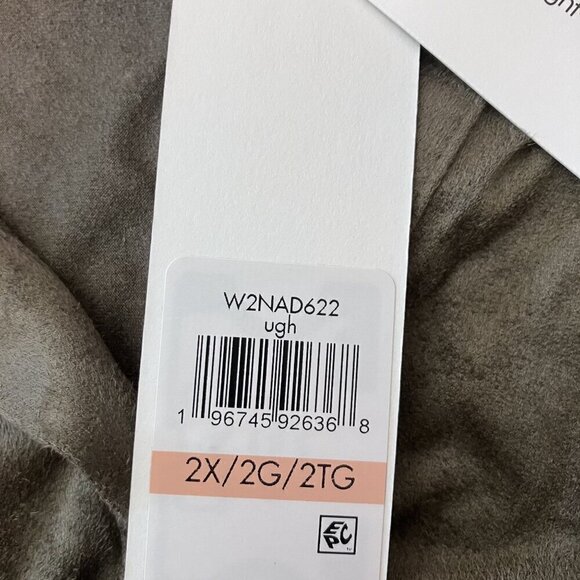 W2NAD622
ugh
1 96745 92636 8
2X/2G/2TG
EPC